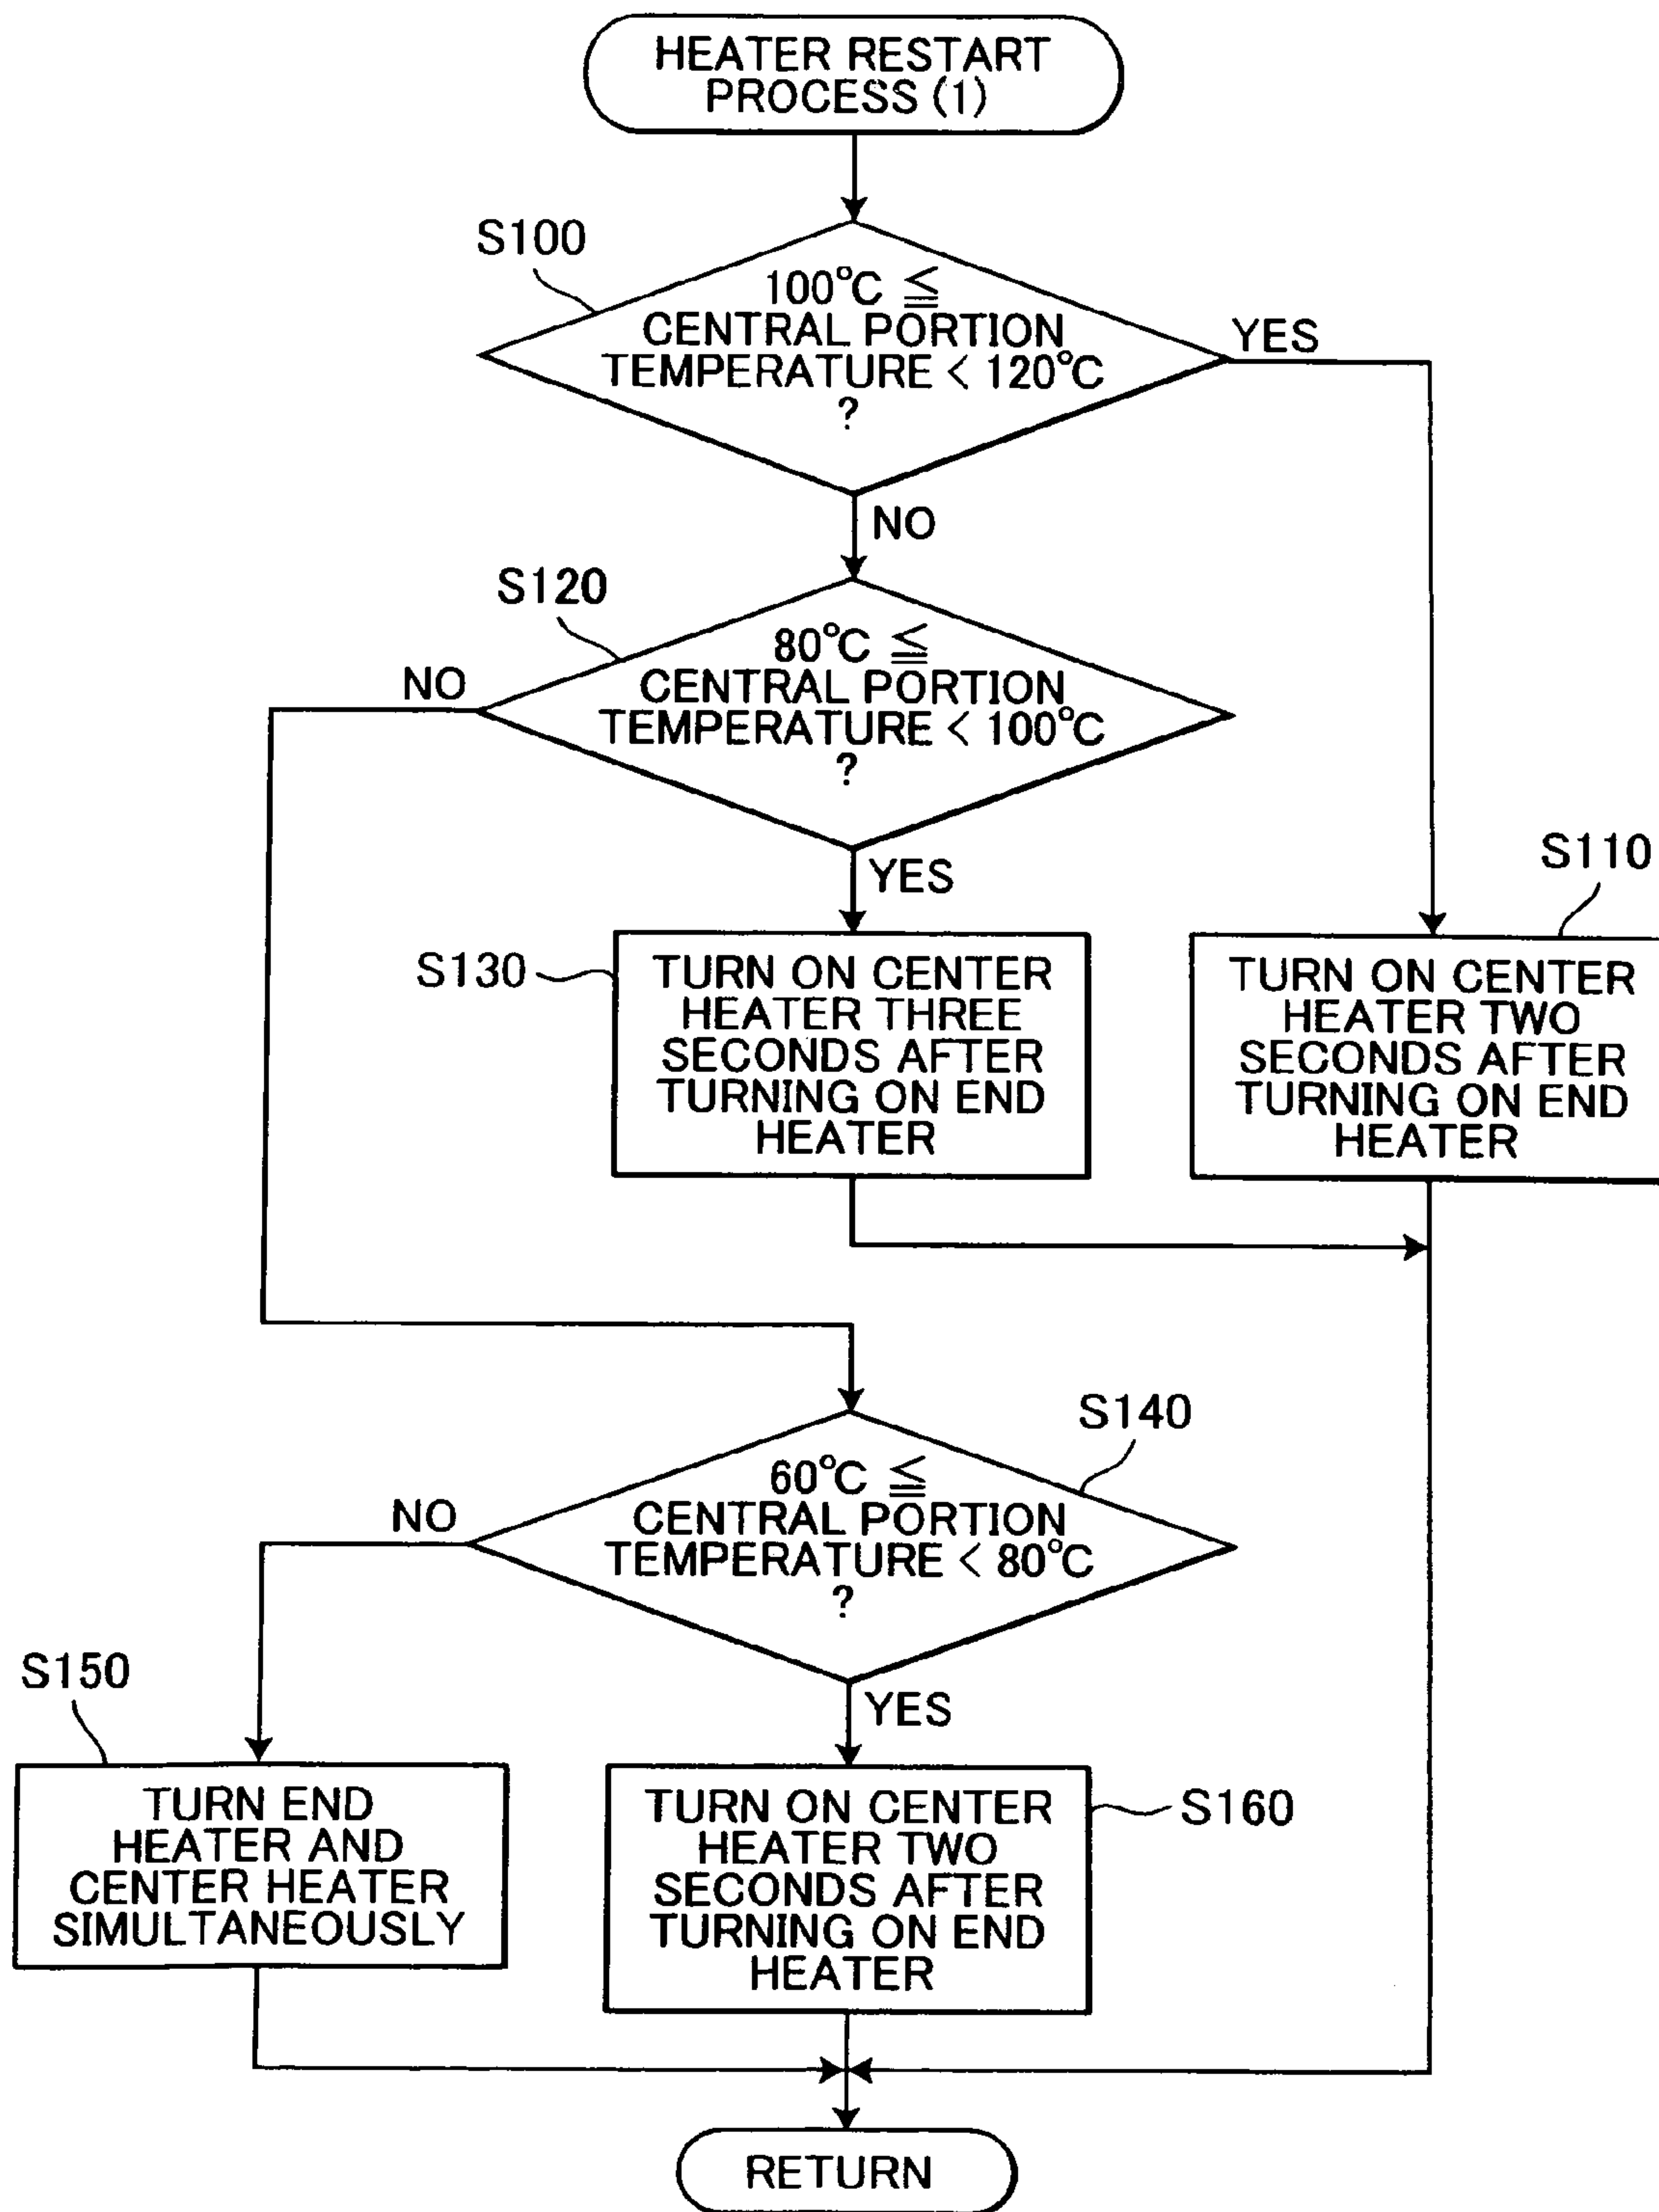 HEATER RESTART
PROCESS (1)
S100
100°C ≦
CENTRAL PORTION
TEMPERATURE < 120°C
?
YES
NO
S120
80°C ≦
CENTRAL PORTION
TEMPERATURE < 100°C
?
NO
YES
S110
S130
TURN ON CENTER
HEATER THREE
SECONDS AFTER
TURNING ON END
HEATER
TURN ON CENTER
HEATER TWO
SECONDS AFTER
TURNING ON END
HEATER
S140
60°C ≦
CENTRAL PORTION
TEMPERATURE < 80°C
?
NO
YES
S150
TURN END
HEATER AND
CENTER HEATER
SIMULTANEOUSLY
TURN ON CENTER
HEATER TWO
SECONDS AFTER
TURNING ON END
HEATER
S160
RETURN